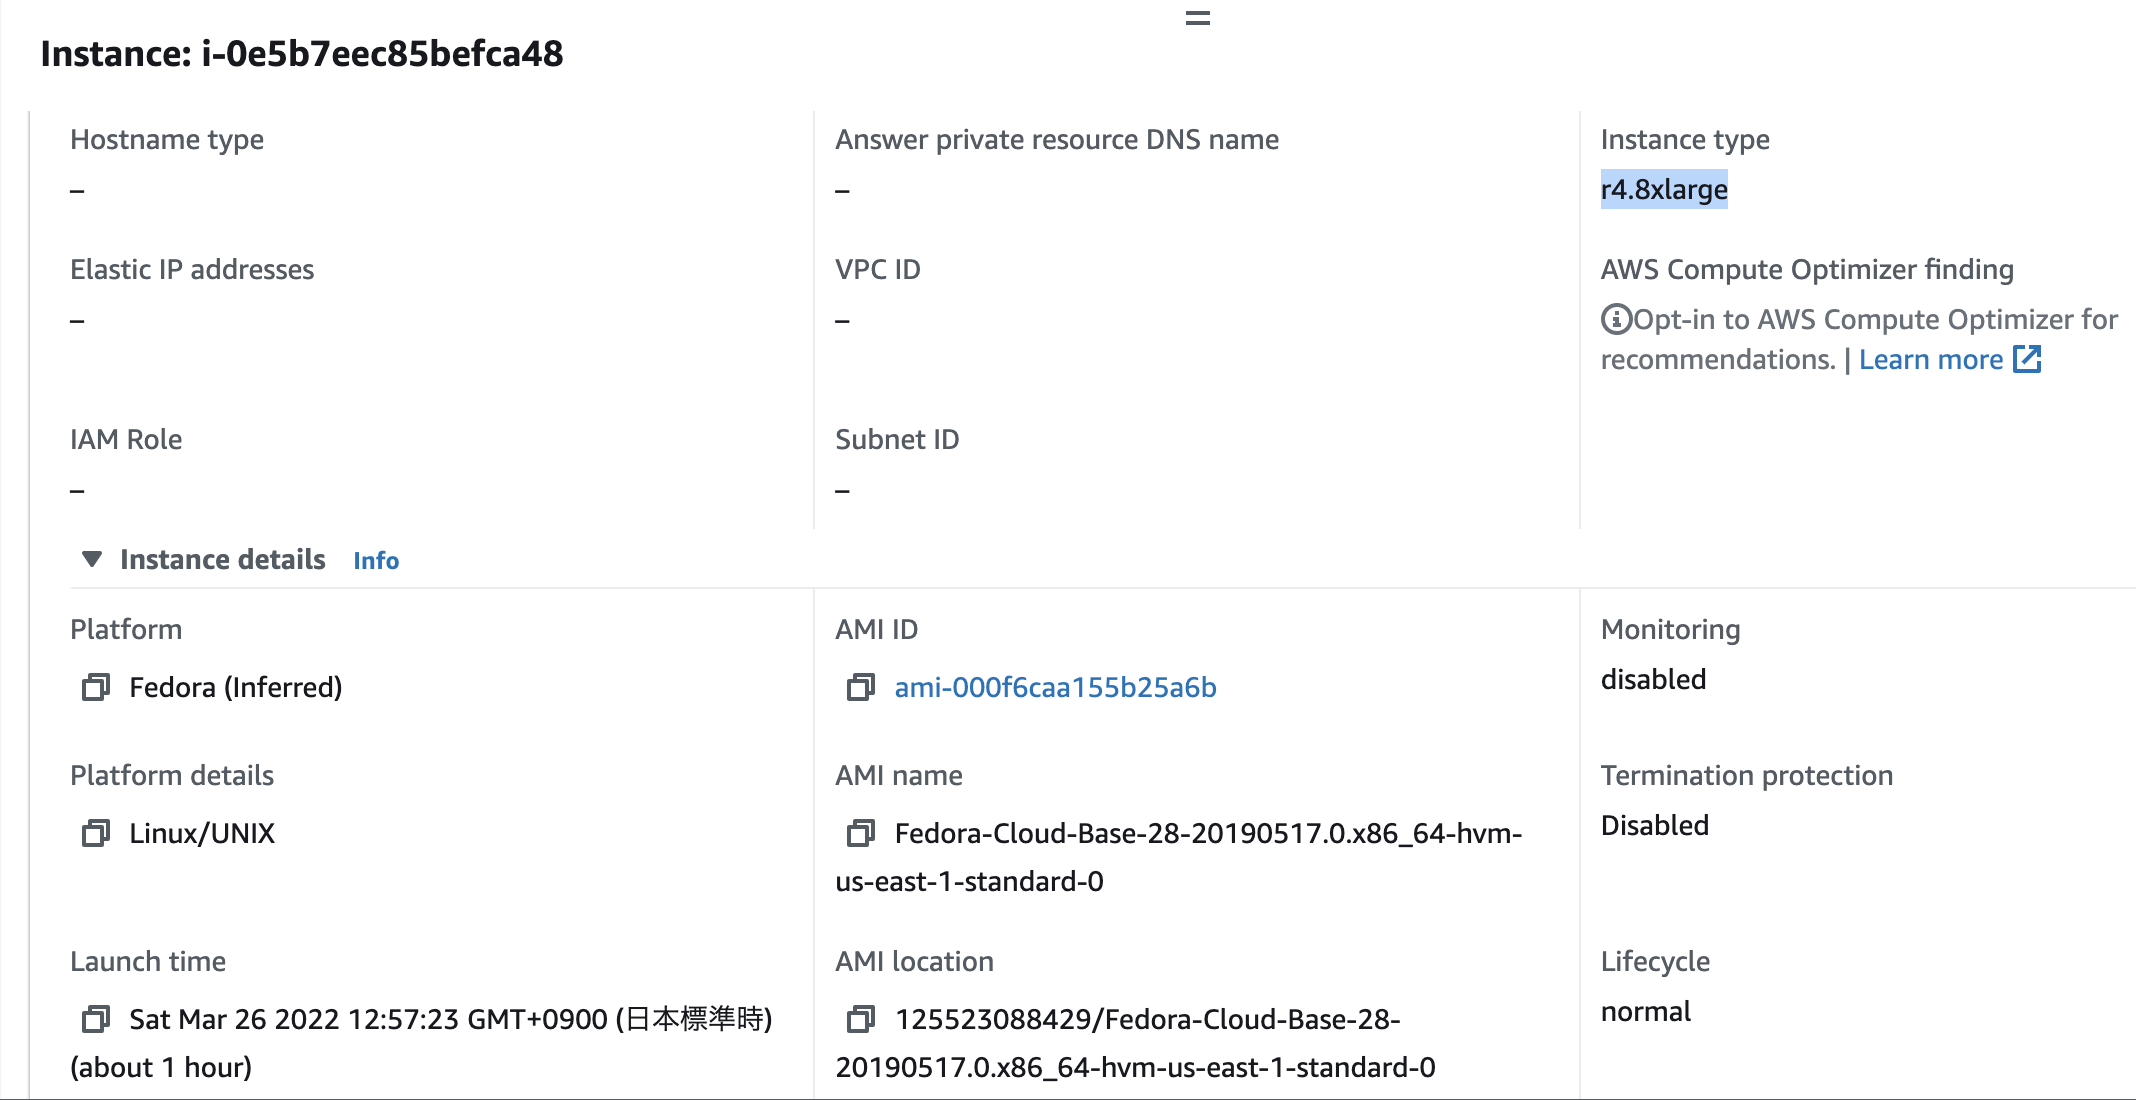 Instance: i-0e5b7eec85befca48
Hostname type
–
Answer private resource DNS name
–
Instance type
r4.8xlarge
Elastic IP addresses
–
VPC ID
–
AWS Compute Optimizer finding
Opt-in to AWS Compute Optimizer for
recommendations. | Learn more
IAM Role
–
Subnet ID
–
Instance details Info
Platform
Fedora (Inferred)
AMI ID
ami-000f6caa155b25a6b
Monitoring
disabled
Platform details
Linux/UNIX
AMI name
Fedora-Cloud-Base-28-20190517.0.x86_64-hvm-
us-east-1-standard-0
Termination protection
Disabled
Launch time
Sat Mar 26 2022 12:57:23 GMT+0900 (日本標準時)
(about 1 hour)
AMI location
125523088429/Fedora-Cloud-Base-28-
20190517.0.x86_64-hvm-us-east-1-standard-0
Lifecycle
normal